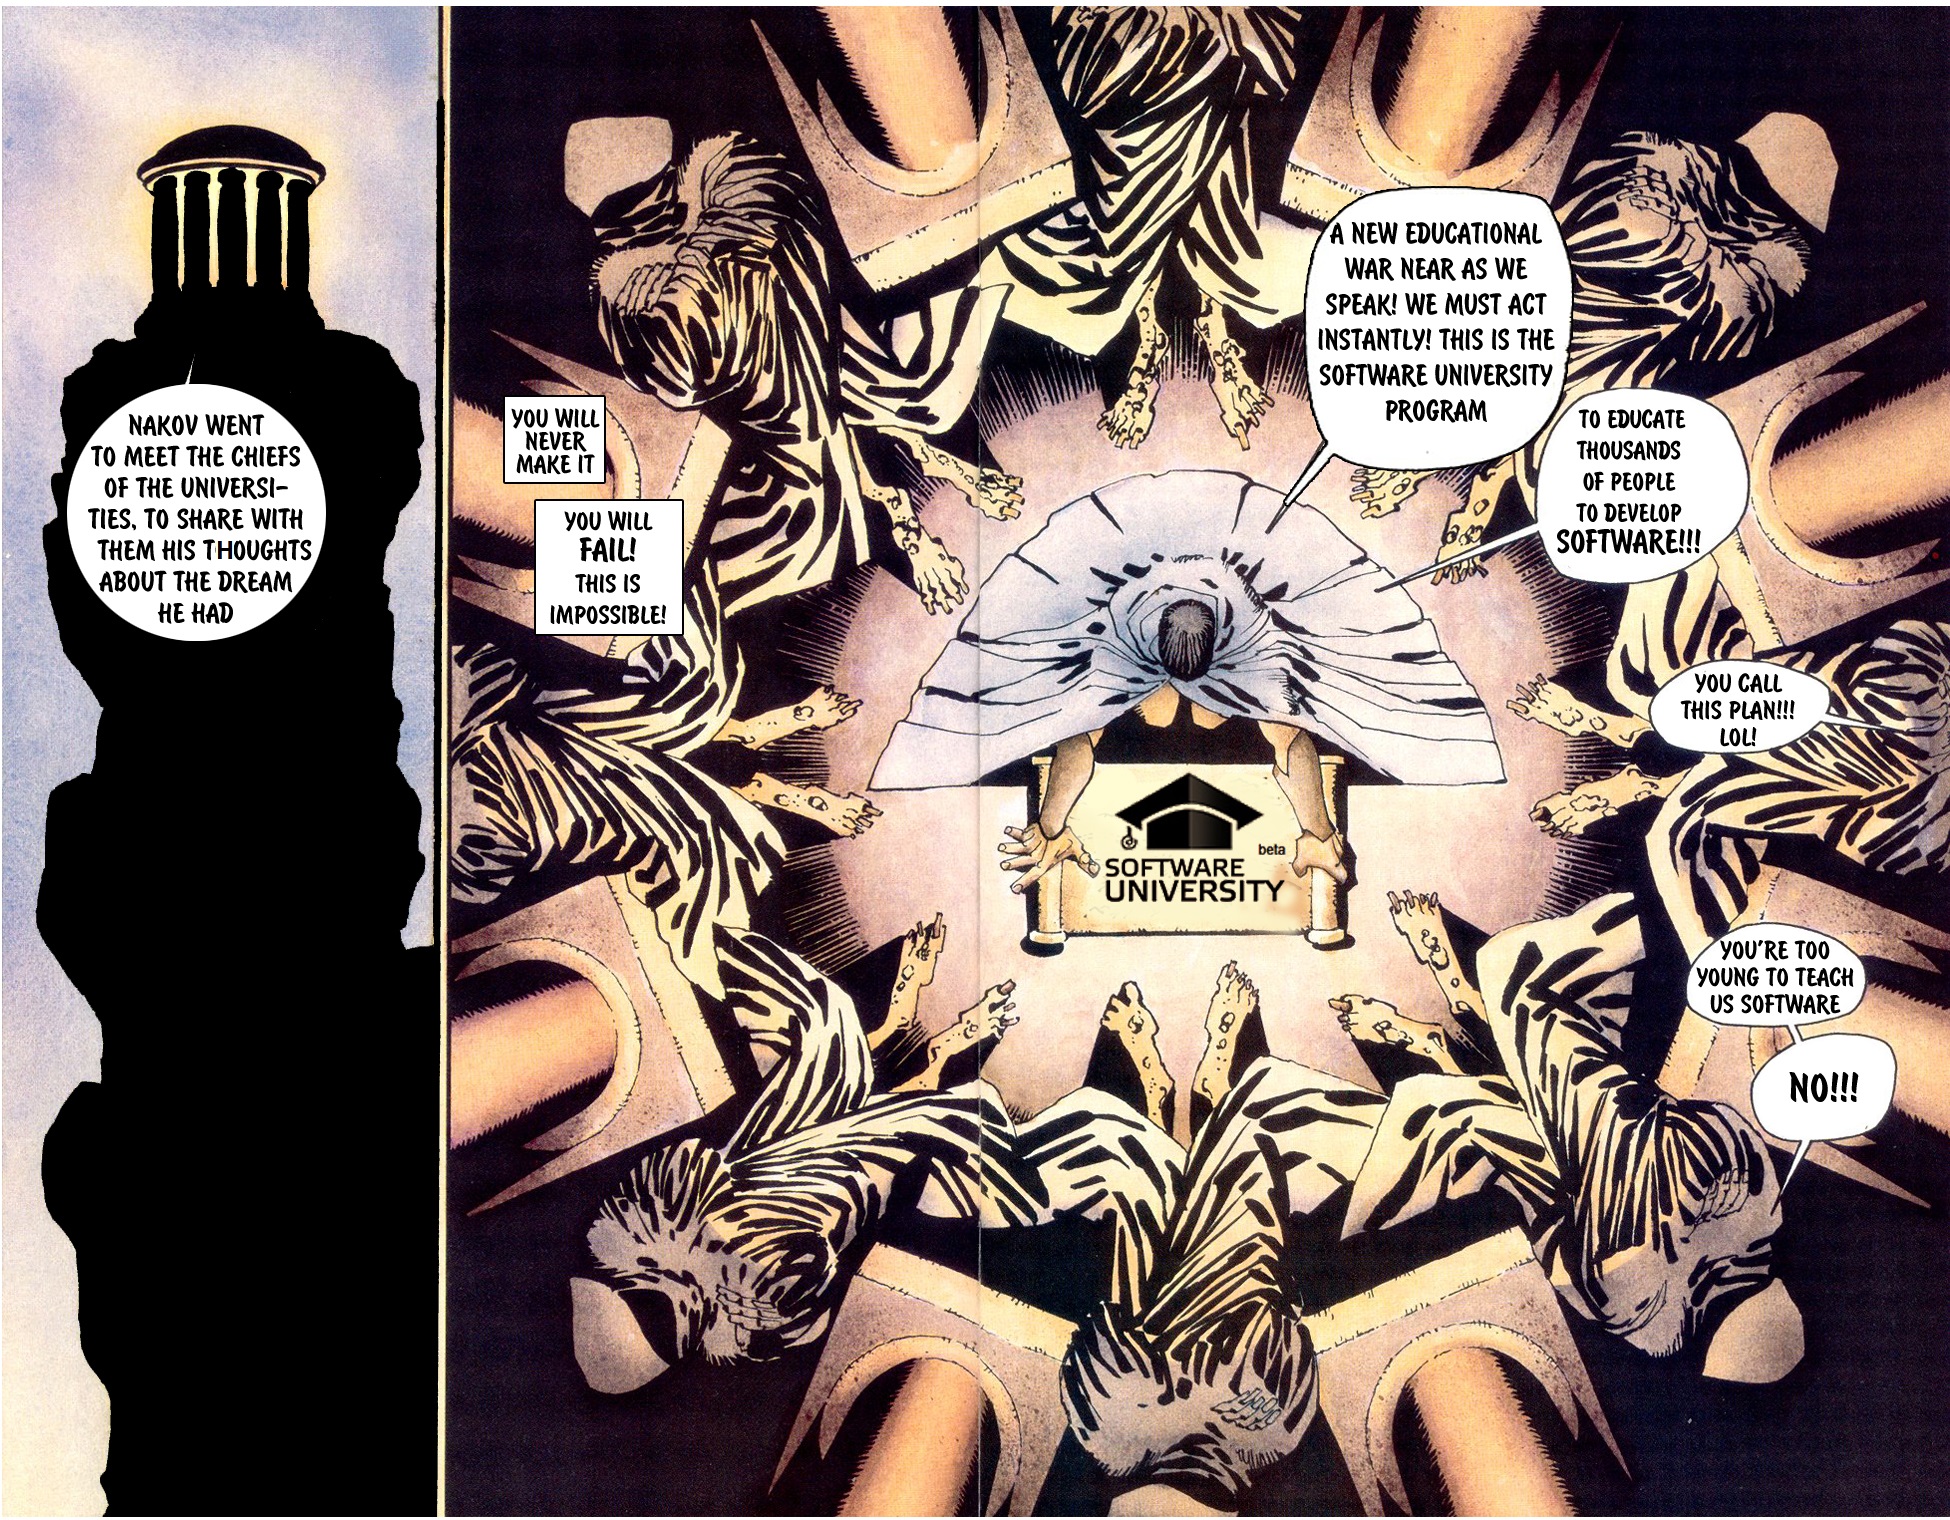 NAKOV WENT
TO MEET THE CHIEFS
OF THE UNIVERSI-
TIES, TO SHARE WITH
THEM HIS THOUGHTS
ABOUT THE DREAM
HE HAD
YOU WILL
NEVER
MAKE IT
YOU WILL
FAIL!
THIS IS
IMPOSSIBLE!
A NEW EDUCATIONAL
WAR NEAR AS WE
SPEAK! WE MUST ACT
INSTANTLY! THIS IS THE
SOFTWARE UNIVERSITY
PROGRAM
TO EDUCATE
THOUSANDS
OF PEOPLE
TO DEVELOP
SOFTWARE!!!
YOU CALL
THIS PLAN!!!
LOL!
beta
SOFTWARE
UNIVERSITY
YOU'RE TOO
YOUNG TO TEACH
US SOFTWARE
NO!!!